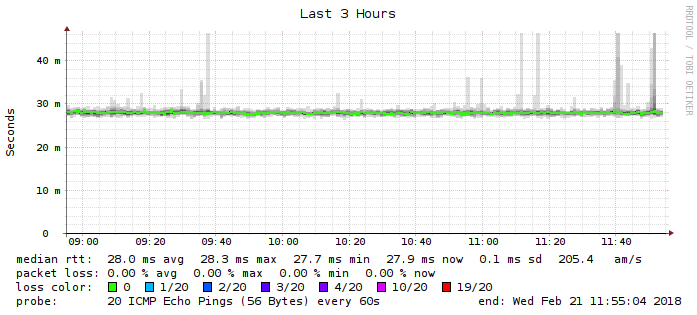 Last 3 Hours
RRDTOOL / TOBI OETIKER
Seconds
40 m
30 m
20 m
10 m
0
09:00 09:20 09:40 10:00 10:20 10:40 11:00 11:20 11:40
median rtt: 28.0 ms avg 28.3 ms max 27.7 ms min 27.9 ms now 0.1 ms sd 205.4 am/s
packet loss: 0.00 % avg 0.00 % max 0.00 % min 0.00 % now
loss color: 0 1/20 2/20 3/20 4/20 10/20 19/20
probe: 20 ICMP Echo Pings (56 Bytes) every 60s end: Wed Feb 21 11:55:04 2018